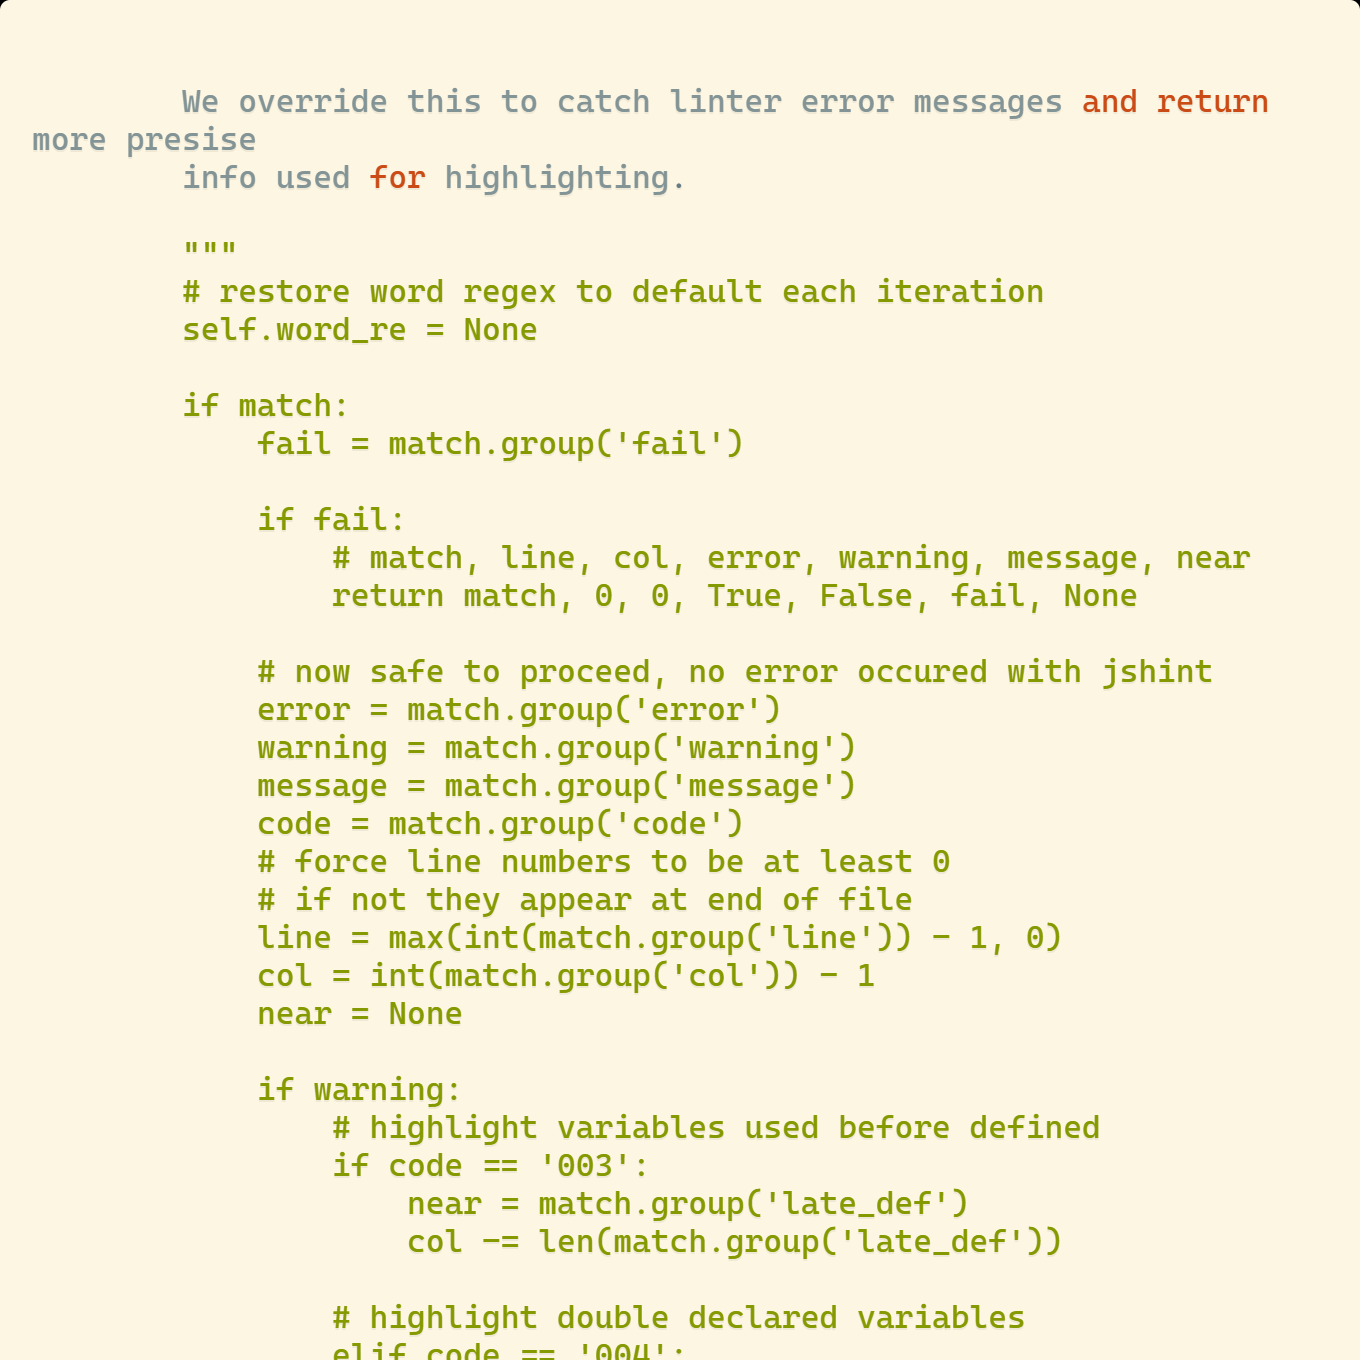 We override this to catch linter error messages and return
more presise
        info used for highlighting.

        """
        # restore word regex to default each iteration
        self.word_re = None

        if match:
            fail = match.group('fail')

            if fail:
                # match, line, col, error, warning, message, near
                return match, 0, 0, True, False, fail, None

            # now safe to proceed, no error occured with jshint
            error = match.group('error')
            warning = match.group('warning')
            message = match.group('message')
            code = match.group('code')
            # force line numbers to be at least 0
            # if not they appear at end of file
            line = max(int(match.group('line')) - 1, 0)
            col = int(match.group('col')) - 1
            near = None

            if warning:
                # highlight variables used before defined
                if code == '003':
                    near = match.group('late_def')
                    col -= len(match.group('late_def'))

                # highlight double declared variables
                elif code == '004':